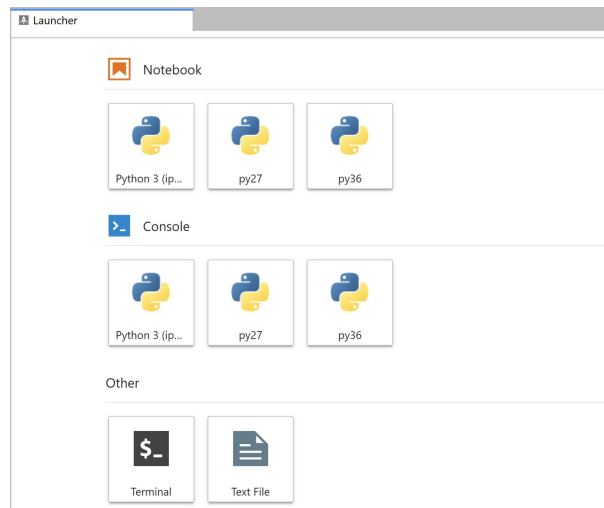 Launcher
Notebook
Python 3 (ip... py27 py36
>_ Console
Python 3 (ip... py27 py36
Other
$_
Terminal Text File